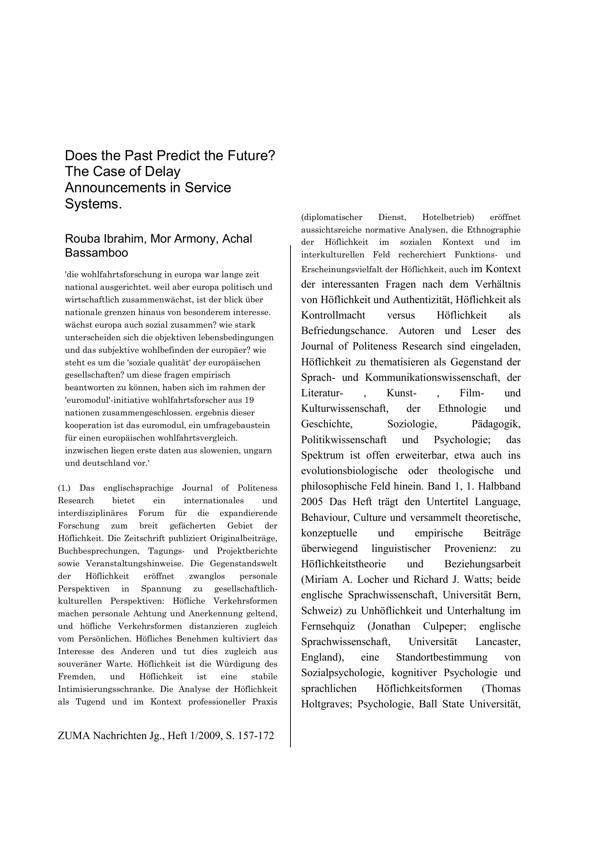 Does the Past Predict the Future?
The Case of Delay
Announcements in Service
Systems.
Rouba Ibrahim, Mor Armony, Achal
Bassamboo
'die wohlfahrtsforschung in europa war lange zeit
national ausgerichtet. weil aber europa politisch und
wirtschaftlich zusammenwächst, ist der blick über
nationale grenzen hinaus von besonderem interesse.
wächst europa auch sozial zusammen? wie stark
unterscheiden sich die objektiven lebensbedingungen
und das subjektive wohlbefinden der europäer? wie
steht es um die 'soziale qualität' der europäischen
gesellschaften? um diese fragen empirisch
beantworten zu können, haben sich im rahmen der
'euromodul'-initiative wohlfahrtsforscher aus 19
nationen zusammengeschlossen. ergebnis dieser
kooperation ist das euromodul, ein umfragebaustein
für einen europäischen wohlfahrtsvergleich.
inzwischen liegen erste daten aus slowenien, ungarn
und deutschland vor.'
(1.) Das englischsprachige Journal of Politeness
Research bietet ein internationales und
interdisziplinäres Forum für die expandierende
Forschung zum breit gefächerten Gebiet der
Höflichkeit. Die Zeitschrift publiziert Originalbeiträge,
Buchbesprechungen, Tagungs- und Projektberichte
sowie Veranstaltungshinweise. Die Gegenstandswelt
der Höflichkeit eröffnet zwanglos personale
Perspektiven in Spannung zu gesellschaftlich-
kulturellen Perspektiven: Höfliche Verkehrsformen
machen personale Achtung und Anerkennung geltend,
und höfliche Verkehrsformen distanzieren zugleich
vom Persönlichen. Höfliches Benehmen kultiviert das
Interesse des Anderen und tut dies zugleich aus
souveräner Warte. Höflichkeit ist die Würdigung des
Fremden, und Höflichkeit ist eine stabile
Intimisierungsschranke. Die Analyse der Höflichkeit
als Tugend und im Kontext professioneller Praxis
ZUMA Nachrichten Jg., Heft 1/2009, S. 157-172
(diplomatischer Dienst, Hotelbetrieb) eröffnet
aussichtsreiche normative Analysen, die Ethnographie
der Höflichkeit im sozialen Kontext und im
interkulturellen Feld recherchiert Funktions- und
Erscheinungsvielfalt der Höflichkeit, auch im Kontext
der interessanten Fragen nach dem Verhältnis
von Höflichkeit und Authentizität, Höflichkeit als
Kontrollmacht versus Höflichkeit als
Befriedungschance. Autoren und Leser des
Journal of Politeness Research sind eingeladen,
Höflichkeit zu thematisieren als Gegenstand der
Sprach- und Kommunikationswissenschaft, der
Literatur- , Kunst- , Film- und
Kulturwissenschaft, der Ethnologie und
Geschichte, Soziologie, Pädagogik,
Politikwissenschaft und Psychologie; das
Spektrum ist offen erweiterbar, etwa auch ins
evolutionsbiologische oder theologische und
philosophische Feld hinein. Band 1, 1. Halbband
2005 Das Heft trägt den Untertitel Language,
Behaviour, Culture und versammelt theoretische,
konzeptuelle und empirische Beiträge
überwiegend linguistischer Provenienz: zu
Höflichkeitstheorie und Beziehungsarbeit
(Miriam A. Locher und Richard J. Watts; beide
englische Sprachwissenschaft, Universität Bern,
Schweiz) zu Unhöflichkeit und Unterhaltung im
Fernsehquiz (Jonathan Culpeper; englische
Sprachwissenschaft, Universität Lancaster,
England), eine Standortbestimmung von
Sozialpsychologie, kognitiver Psychologie und
sprachlichen Höflichkeitsformen (Thomas
Holtgraves; Psychologie, Ball State Universität,